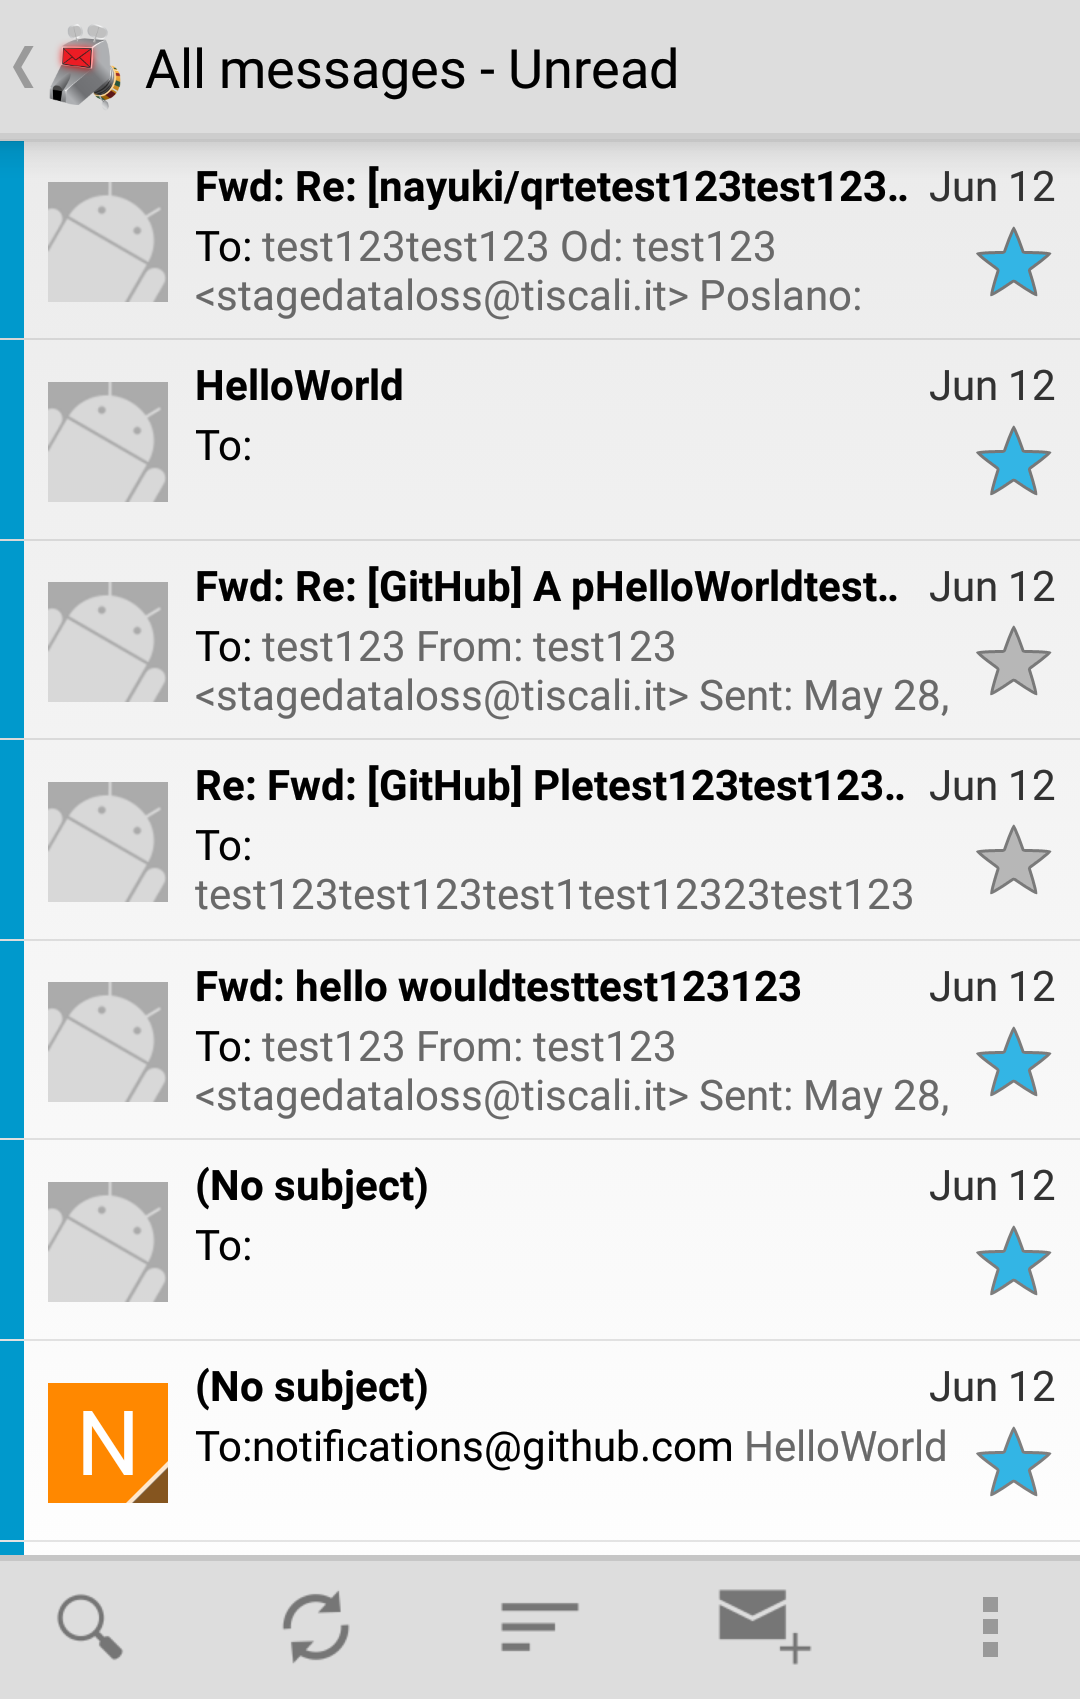 All messages - Unread
Fwd: Re: [nayuki/qrtetest123test123.. Jun 12
To: test123test123 Od: test123
<stagedataloss@tiscali.it> Poslano:
HelloWorld Jun 12
To:
Fwd: Re: [GitHub] A pHelloWorldtest.. Jun 12
To: test123 From: test123
<stagedataloss@tiscali.it> Sent: May 28,
Re: Fwd: [GitHub] Pletest123test123.. Jun 12
To:
test123test123test1test12323test123
Fwd: hello wouldtesttest123123 Jun 12
To: test123 From: test123
<stagedataloss@tiscali.it> Sent: May 28,
(No subject) Jun 12
To:
(No subject) Jun 12
N
To:notifications@github.com HelloWorld